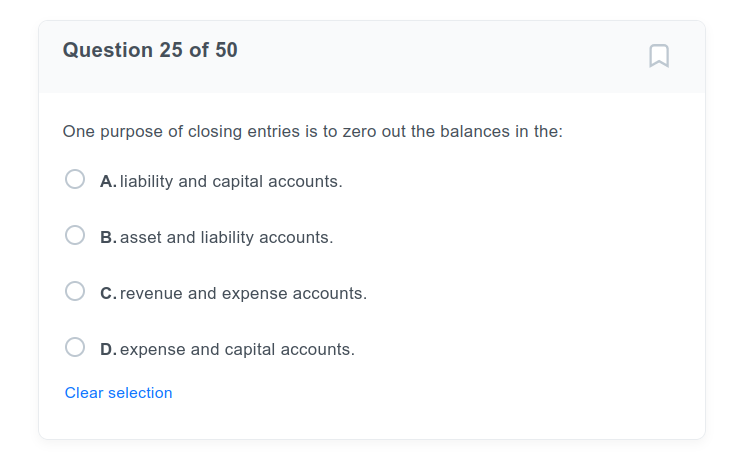 Question 25 of 50
One purpose of closing entries is to zero out the balances in the:
A. liability and capital accounts.
B. asset and liability accounts.
C. revenue and expense accounts.
D. expense and capital accounts.
Clear selection